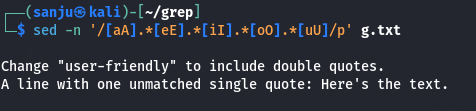 ┌──(sanju㉿kali)-[~/grep]
└─$ sed -n '/[aA].*[eE].*[iI].*[oO].*[uU]/p' g.txt
Change "user-friendly" to include double quotes.
A line with one unmatched single quote: Here's the text.